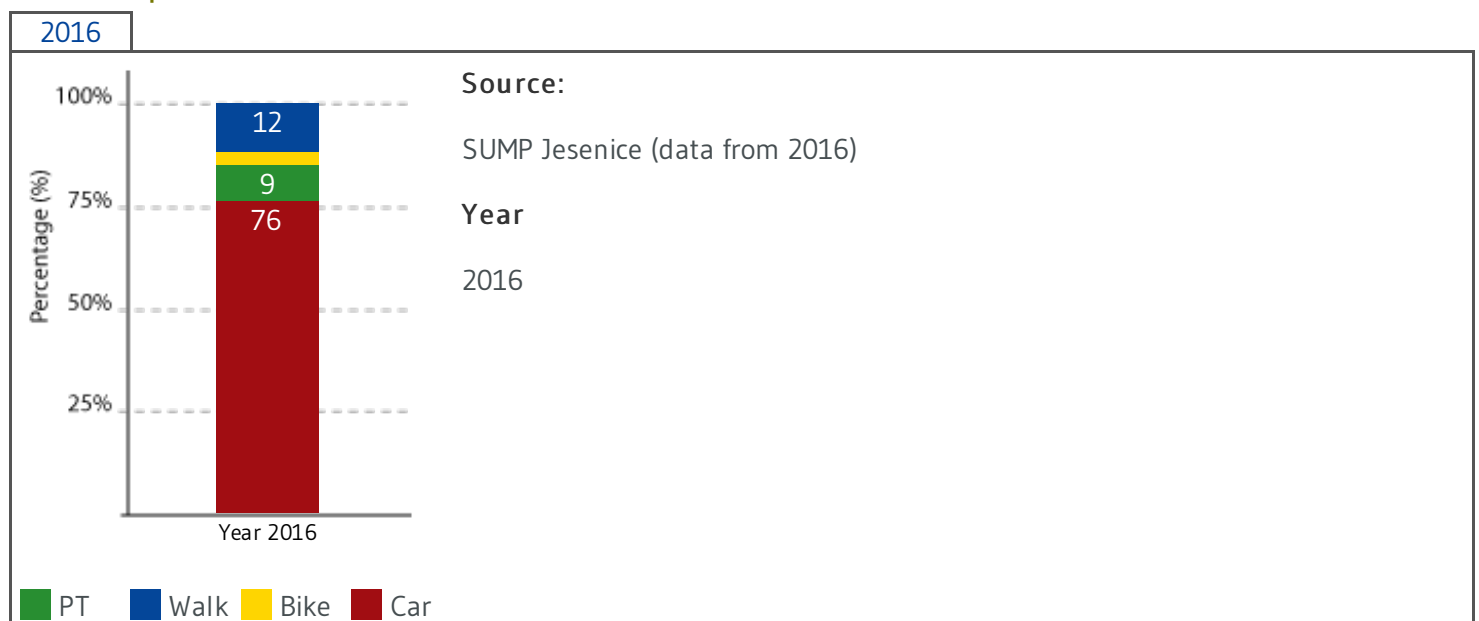 2016
100%
75%
50%
25%
Percentage (%)
12
9
76
Year 2016
PT
Walk
Bike
Car
Source:
SUMP Jesenice (data from 2016)
Year
2016